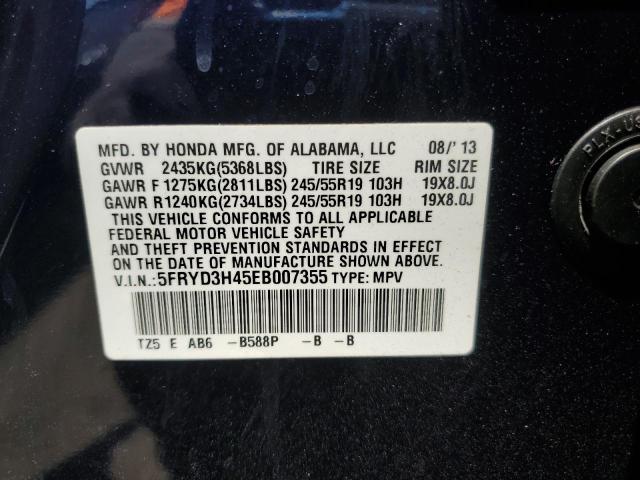 MFD. BY HONDA MFG. OF ALABAMA, LLC 08/'13
GVWR 2435KG(5368LBS) TIRE SIZE RIM SIZE
GAWR F 1275KG(2811LBS) 245/55R19 103H 19X8.0J
GAWR R1240KG(2734LBS) 245/55R19 103H 19X8.0J
THIS VEHICLE CONFORMS TO ALL APPLICABLE
FEDERAL MOTOR VEHICLE SAFETY
AND THEFT PREVENTION STANDARDS IN EFFECT
ON THE DATE OF MANUFACTURE SHOWN ABOVE.
V.I.N.:5FRYD3H45EB007355 TYPE: MPV
TZ5 E AB6 -B588P -B -B
PLX-US